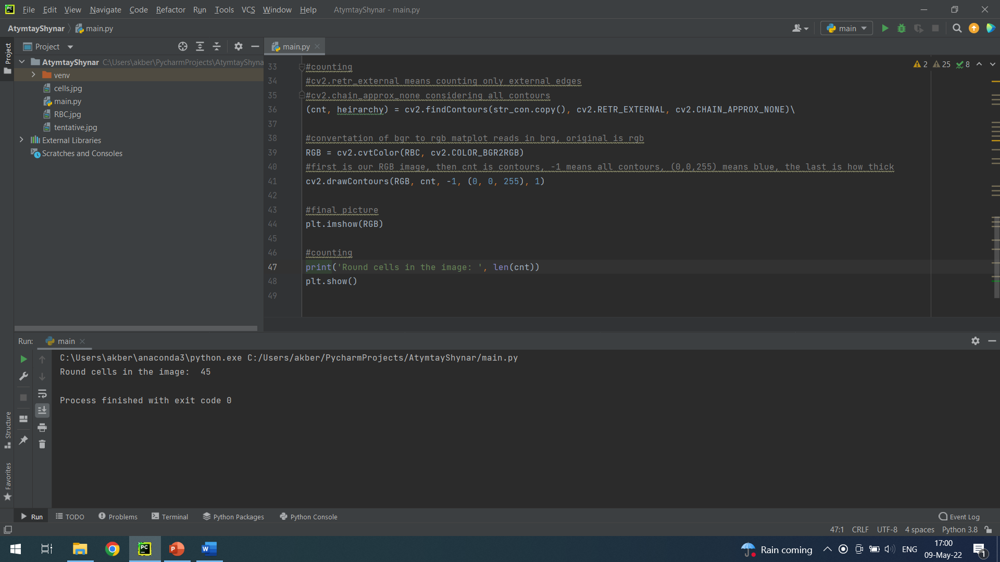 File Edit View Navigate Code Refactor Run Tools VCS Window Help AtymtayShynar - main.py
AtymtayShynar main.py
main
Project
Project
main.py
AtymtayShynar C:\Users\akber\PycharmProjects\AtymtayShyna
venv
cells.jpg
main.py
RBC.jpg
tentative.jpg
External Libraries
Scratches and Consoles
2 25 8
33 #counting
34 #cv2.retr_external means counting only external edges
35 #cv2.chain_approx_none considering all contours
36 (cnt, heirarchy) = cv2.findContours(str_con.copy(), cv2.RETR_EXTERNAL, cv2.CHAIN_APPROX_NONE)\
37
38 #convertation of bgr to rgb matplot reads in brg, original is rgb
39 RGB = cv2.cvtColor(RBC, cv2.COLOR_BGR2RGB)
40 #first is our RGB image, then cnt is contours, -1 means all contours, (0,0,255) means blue, the last is how thick
41 cv2.drawContours(RGB, cnt, -1, (0, 0, 255), 1)
42
43 #final picture
44 plt.imshow(RGB)
45
46 #counting
47 print('Round cells in the image: ', len(cnt))
48 plt.show()
49
Run: main
C:\Users\akber\anaconda3\python.exe C:/Users/akber/PycharmProjects/AtymtayShynar/main.py
Round cells in the image:  45
Process finished with exit code 0
Structure
Favorites
Run TODO Problems Terminal Python Packages Python Console Event Log
47:1 CRLF UTF-8 4 spaces Python 3.8
PC P W Rain coming ENG 17:00
09-May-22 1